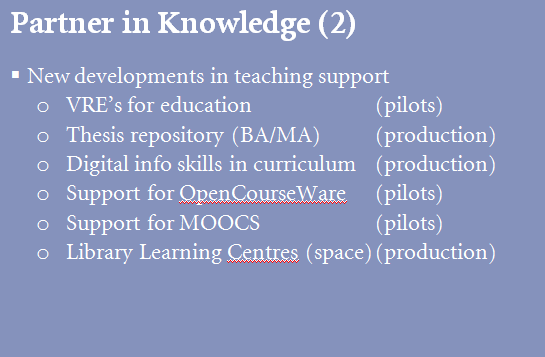 Partner in Knowledge (2)
▪ New developments in teaching support
o VRE's for education (pilots)
o Thesis repository (BA/MA) (production)
o Digital info skills in curriculum (production)
o Support for OpenCourseWare (pilots)
o Support for MOOCS (pilots)
o Library Learning Centres (space) (production)